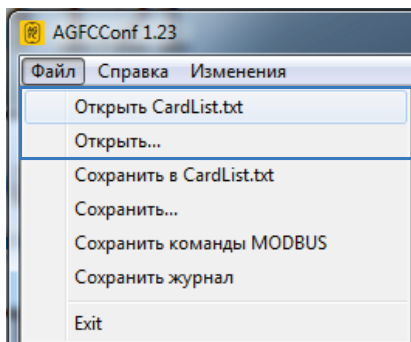 AGFCConf 1.23
Файл Справка Изменения
Открыть CardList.txt
Открыть...
Сохранить в CardList.txt
Сохранить...
Сохранить команды MODBUS
Сохранить журнал
Exit